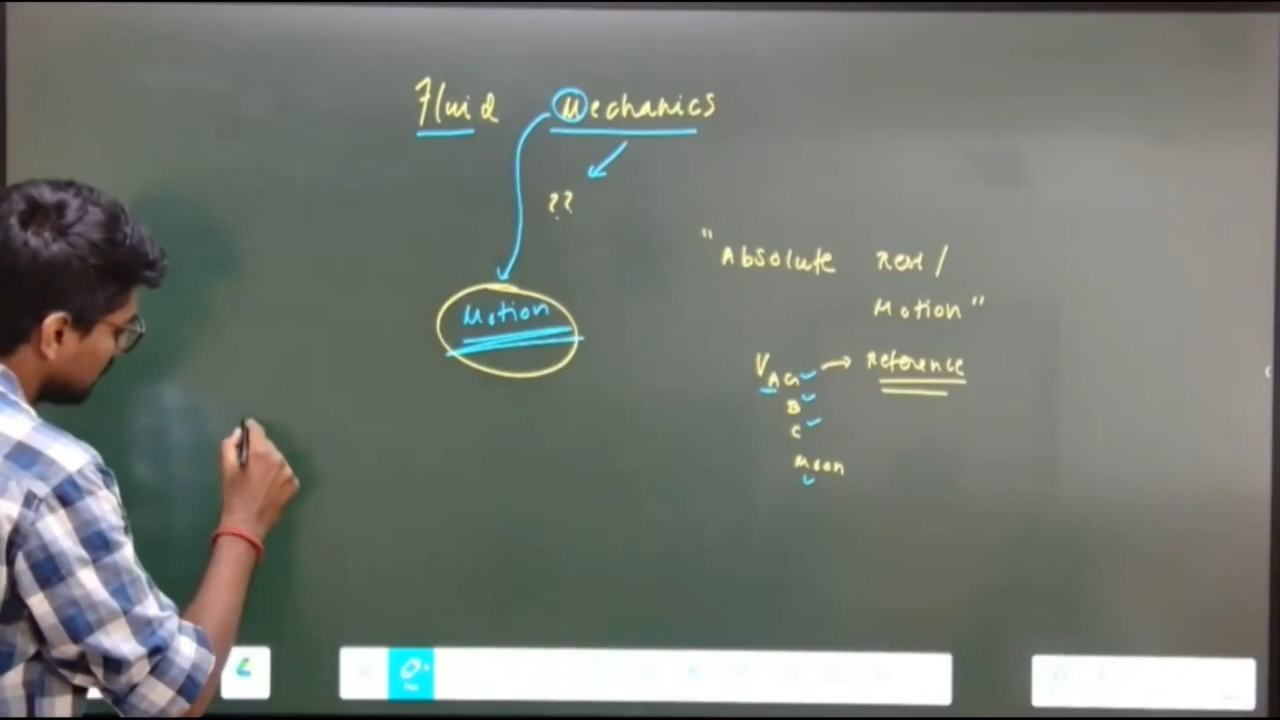 Fluid Mechanics
??
"Absolute Rest/
Motion"
Motion
VAG → Reference
B
C
Moon